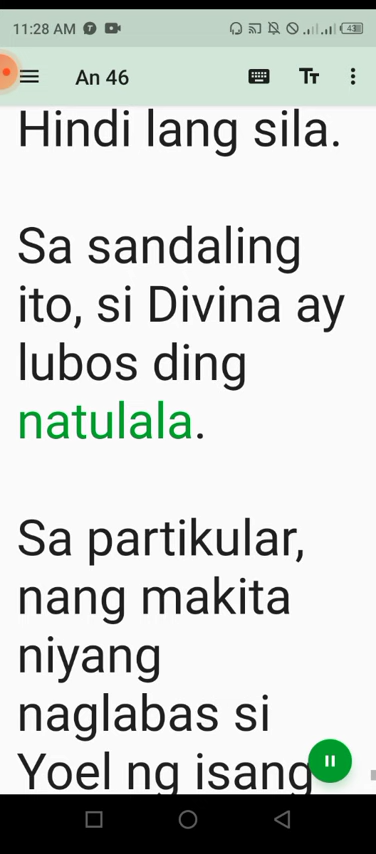 11:28 AM
43
An 46
Hindi lang sila.
Sa sandaling
ito, si Divina ay
lubos ding
natulala.
Sa partikular,
nang makita
niyang
naglabas si
Yoel ng isang